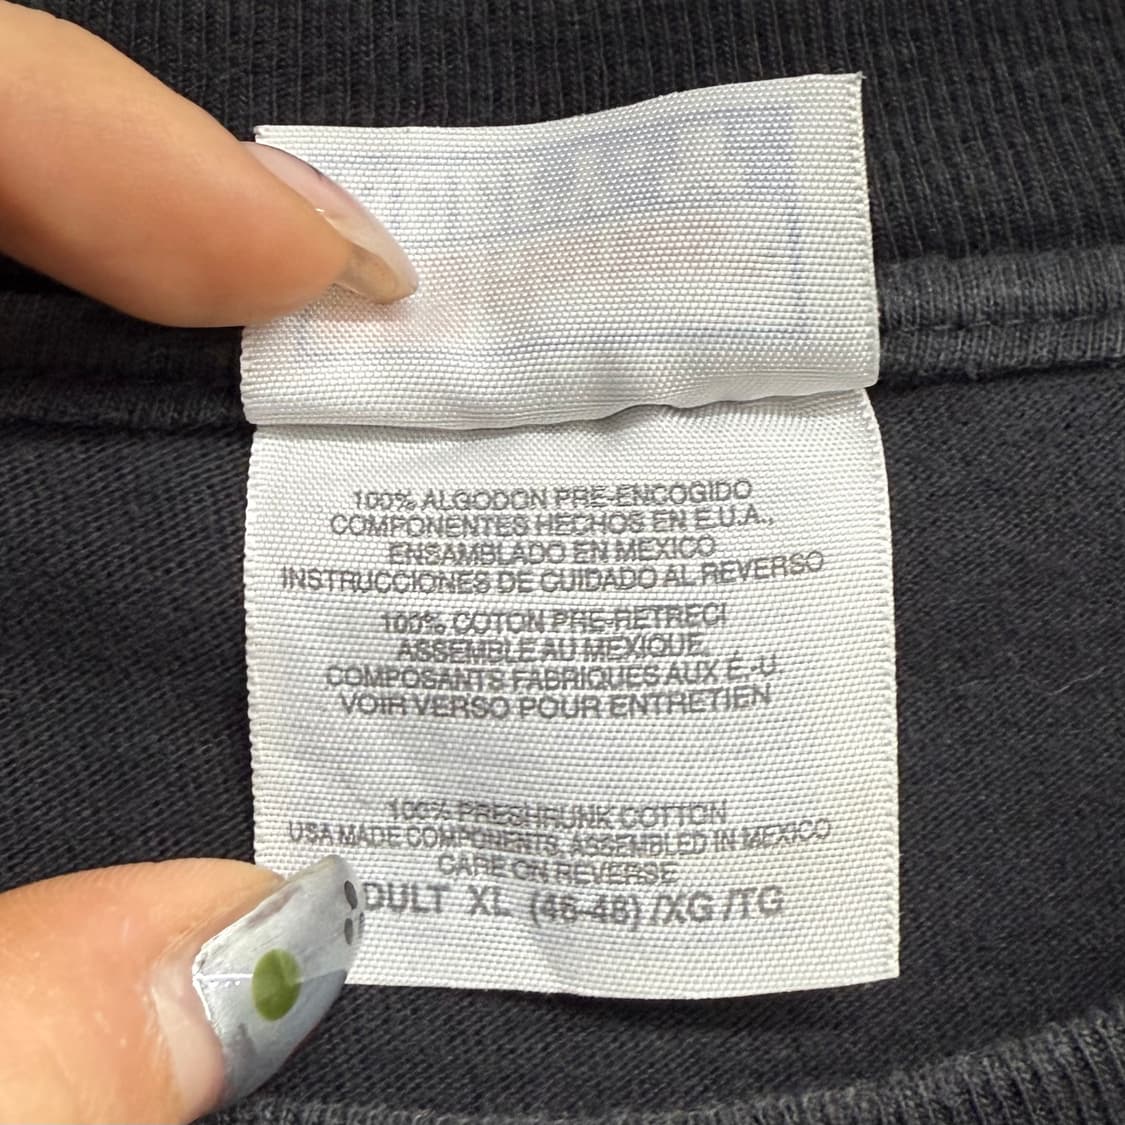 100% ALGODON PRE-ENCOGIDO
COMPONENTES HECHOS EN E.U.A.,
ENSAMBLADO EN MEXICO
INSTRUCCIONES DE CUIDADO AL REVERSO
100% COTON PRE-RETRECI
ASSEMBLE AU MEXIQUE,
COMPOSANTS FABRIQUES AUX É.-U
VOIR VERSO POUR ENTRETIEN
100% PRESHRUNK COTTON
USA MADE COMPONENTS, ASSEMBLED IN MEXICO
CARE ON REVERSE
DULT XL (46-48) /XG /TG